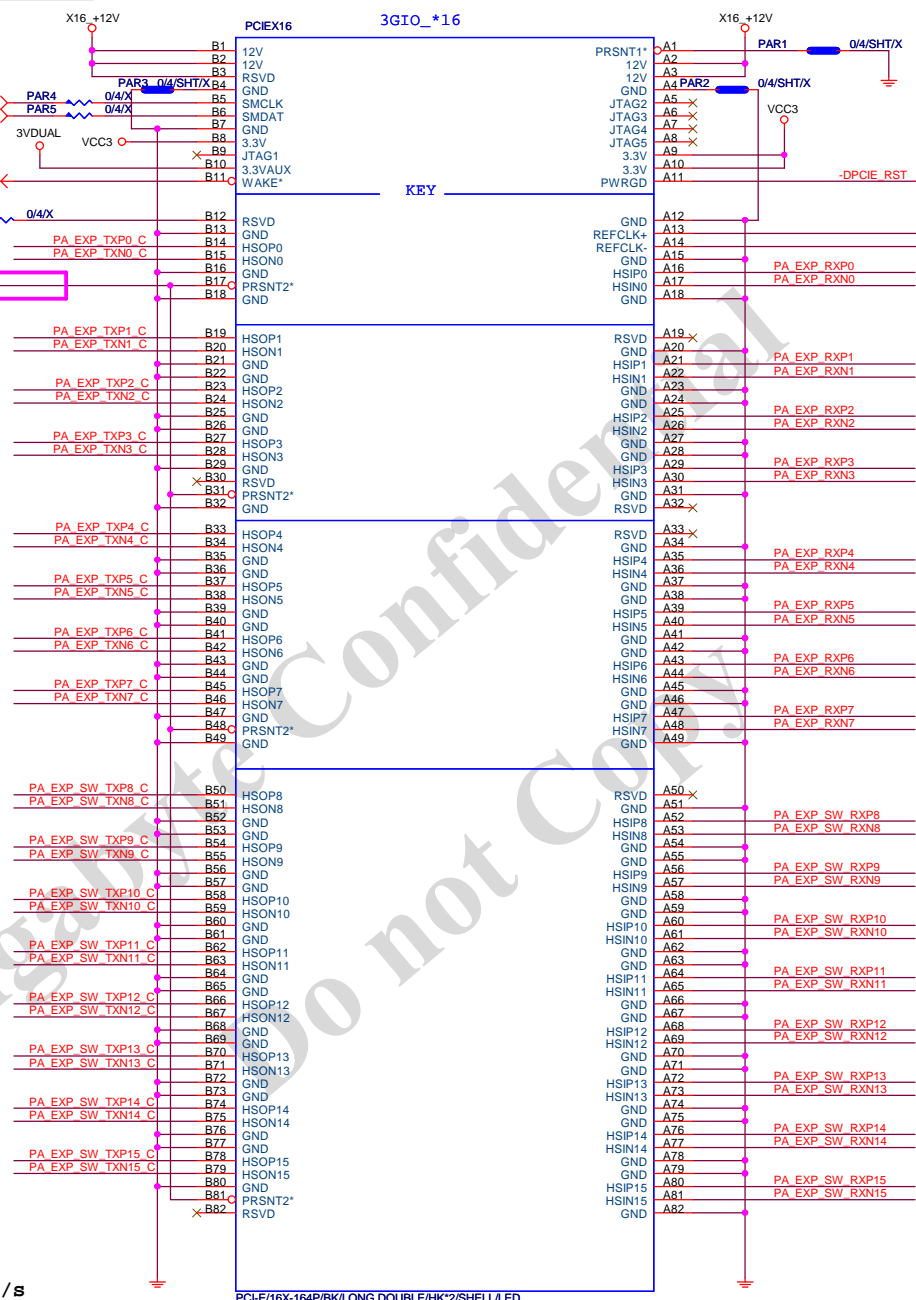 X16_+12V 3GIO_*16 X16_+12V
PCIEX16
B1 12V PRSNT1* A1 PAR1 0/4/SHT/X
B2 12V 12V A2
B3 RSVD 12V A3
PAR3 0/4/SHT/X B4 GND GND A4 PAR2 0/4/SHT/X
PAR4 0/4/X B5 SMCLK JTAG2 A5
PAR5 0/4/X B6 SMDAT JTAG3 A6
B7 GND JTAG4 A7 VCC3
3VDUAL VCC3 B8 3.3V JTAG5 A8
B9 JTAG1 3.3V A9
B10 3.3VAUX 3.3V A10
B11 WAKE* PWRGD A11 -DPCIE_RST
KEY
0/4/X B12 RSVD GND A12
B13 GND REFCLK+ A13
PA_EXP_TXP0_C B14 HSOP0 REFCLK- A14
PA_EXP_TXN0_C B15 HSON0 GND A15
B16 GND HSIP0 A16 PA_EXP_RXP0
B17 PRSNT2* HSIN0 A17 PA_EXP_RXN0
B18 GND GND A18
PA_EXP_TXP1_C B19 HSOP1 RSVD A19
PA_EXP_TXN1_C B20 HSON1 GND A20
B21 GND HSIP1 A21 PA_EXP_RXP1
B22 GND HSIN1 A22 PA_EXP_RXN1
PA_EXP_TXP2_C B23 HSOP2 GND A23
PA_EXP_TXN2_C B24 HSON2 GND A24
B25 GND HSIP2 A25 PA_EXP_RXP2
B26 GND HSIN2 A26 PA_EXP_RXN2
PA_EXP_TXP3_C B27 HSOP3 GND A27
PA_EXP_TXN3_C B28 HSON3 GND A28
B29 GND HSIP3 A29 PA_EXP_RXP3
B30 RSVD HSIN3 A30 PA_EXP_RXN3
B31 PRSNT2* GND A31
B32 GND RSVD A32
PA_EXP_TXP4_C B33 HSOP4 RSVD A33
PA_EXP_TXN4_C B34 HSON4 GND A34
B35 GND HSIP4 A35 PA_EXP_RXP4
B36 GND HSIN4 A36 PA_EXP_RXN4
PA_EXP_TXP5_C B37 HSOP5 GND A37
PA_EXP_TXN5_C B38 HSON5 GND A38
B39 GND HSIP5 A39 PA_EXP_RXP5
B40 GND HSIN5 A40 PA_EXP_RXN5
PA_EXP_TXP6_C B41 HSOP6 GND A41
PA_EXP_TXN6_C B42 HSON6 GND A42
B43 GND HSIP6 A43 PA_EXP_RXP6
B44 GND HSIN6 A44 PA_EXP_RXN6
PA_EXP_TXP7_C B45 HSOP7 GND A45
PA_EXP_TXN7_C B46 HSON7 GND A46
B47 GND HSIP7 A47 PA_EXP_RXP7
B48 PRSNT2* HSIN7 A48 PA_EXP_RXN7
B49 GND GND A49
PA_EXP_SW_TXP8_C B50 HSOP8 RSVD A50
PA_EXP_SW_TXN8_C B51 HSON8 GND A51
B52 GND HSIP8 A52 PA_EXP_SW_RXP8
B53 GND HSIN8 A53 PA_EXP_SW_RXN8
PA_EXP_SW_TXP9_C B54 HSOP9 GND A54
PA_EXP_SW_TXN9_C B55 HSON9 GND A55
B56 GND HSIP9 A56 PA_EXP_SW_RXP9
B57 GND HSIN9 A57 PA_EXP_SW_RXN9
PA_EXP_SW_TXP10_C B58 HSOP10 GND A58
PA_EXP_SW_TXN10_C B59 HSON10 GND A59
B60 GND HSIP10 A60 PA_EXP_SW_RXP10
B61 GND HSIN10 A61 PA_EXP_SW_RXN10
PA_EXP_SW_TXP11_C B62 HSOP11 GND A62
PA_EXP_SW_TXN11_C B63 HSON11 GND A63
B64 GND HSIP11 A64 PA_EXP_SW_RXP11
B65 GND HSIN11 A65 PA_EXP_SW_RXN11
PA_EXP_SW_TXP12_C B66 HSOP12 GND A66
PA_EXP_SW_TXN12_C B67 HSON12 GND A67
B68 GND HSIP12 A68 PA_EXP_SW_RXP12
B69 GND HSIN12 A69 PA_EXP_SW_RXN12
PA_EXP_SW_TXP13_C B70 HSOP13 GND A70
PA_EXP_SW_TXN13_C B71 HSON13 GND A71
B72 GND HSIP13 A72 PA_EXP_SW_RXP13
B73 GND HSIN13 A73 PA_EXP_SW_RXN13
PA_EXP_SW_TXP14_C B74 HSOP14 GND A74
PA_EXP_SW_TXN14_C B75 HSON14 GND A75
B76 GND HSIP14 A76 PA_EXP_SW_RXP14
B77 GND HSIN14 A77 PA_EXP_SW_RXN14
PA_EXP_SW_TXP15_C B78 HSOP15 GND A78
PA_EXP_SW_TXN15_C B79 HSON15 GND A79
B80 GND HSIP15 A80 PA_EXP_SW_RXP15
B81 PRSNT2* HSIN15 A81 PA_EXP_SW_RXN15
B82 RSVD GND A82
/s
PCI-E/16X-164P/BK/LONG DOUBLE/HK*2/SHELL/LED
gabyte Confidential
Do not Copy